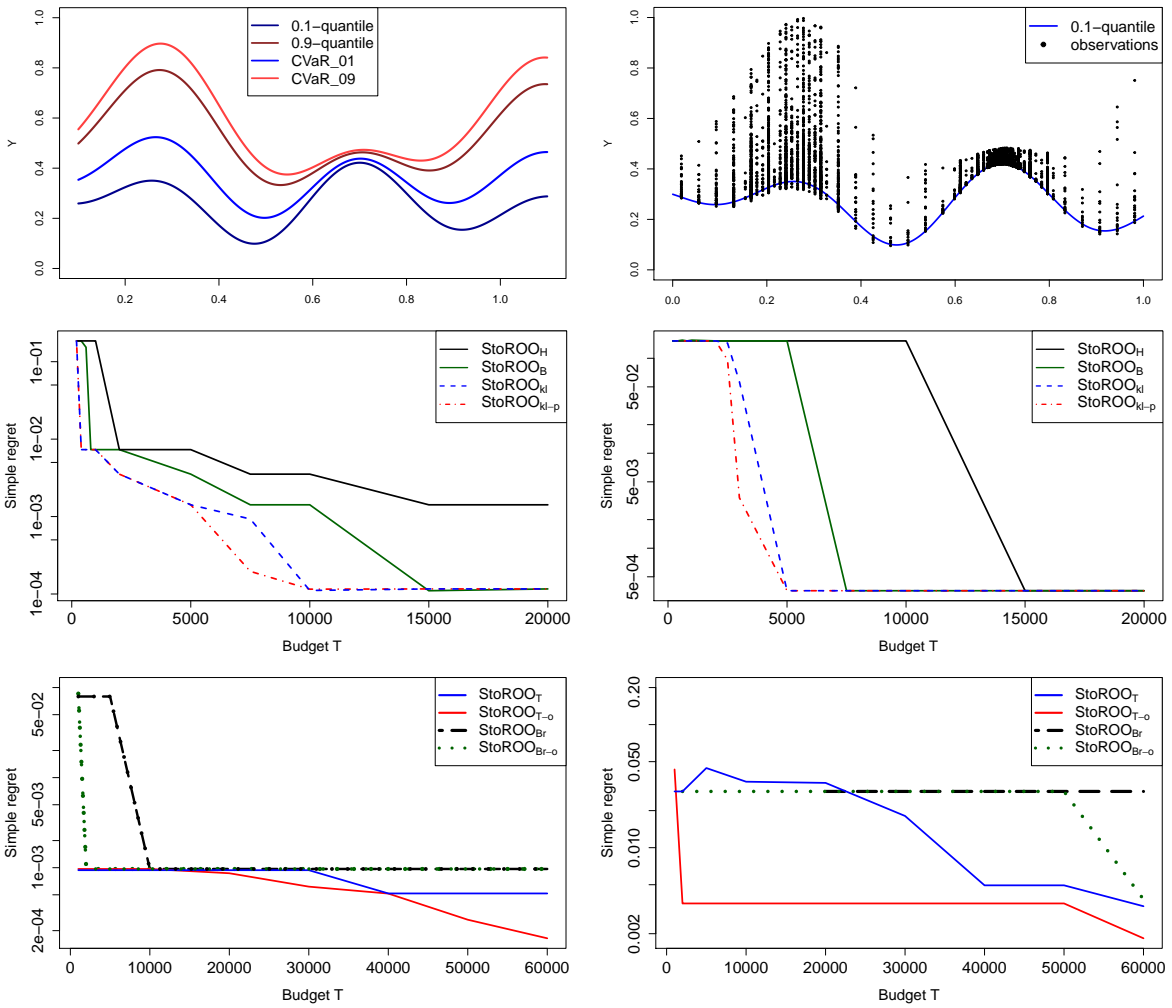 0.1−quantile
0.9−quantile
CVaR_01
CVaR_09
Y
0.0
0.2
0.4
0.6
0.8
1.0
0.2
0.4
0.6
0.8
1.0
0.1−quantile
observations
Y
0.0
0.2
0.4
0.6
0.8
1.0
0.0
0.2
0.4
0.6
0.8
1.0
StoROO_H
StoROO_B
StoROO_kl
StoROO_kl−p
Simple regret
1e−01
1e−02
1e−03
1e−04
0
5000
10000
15000
20000
Budget T
StoROO_H
StoROO_B
StoROO_kl
StoROO_kl−p
Simple regret
5e−02
5e−03
5e−04
0
5000
10000
15000
20000
Budget T
StoROO_T
StoROO_T−o
StoROO_Br
StoROO_Br−o
Simple regret
5e−02
5e−03
1e−03
2e−04
0
10000
20000
30000
40000
50000
60000
Budget T
StoROO_T
StoROO_T−o
StoROO_Br
StoROO_Br−o
Simple regret
0.20
0.050
0.010
0.002
0
10000
20000
30000
40000
50000
60000
Budget T